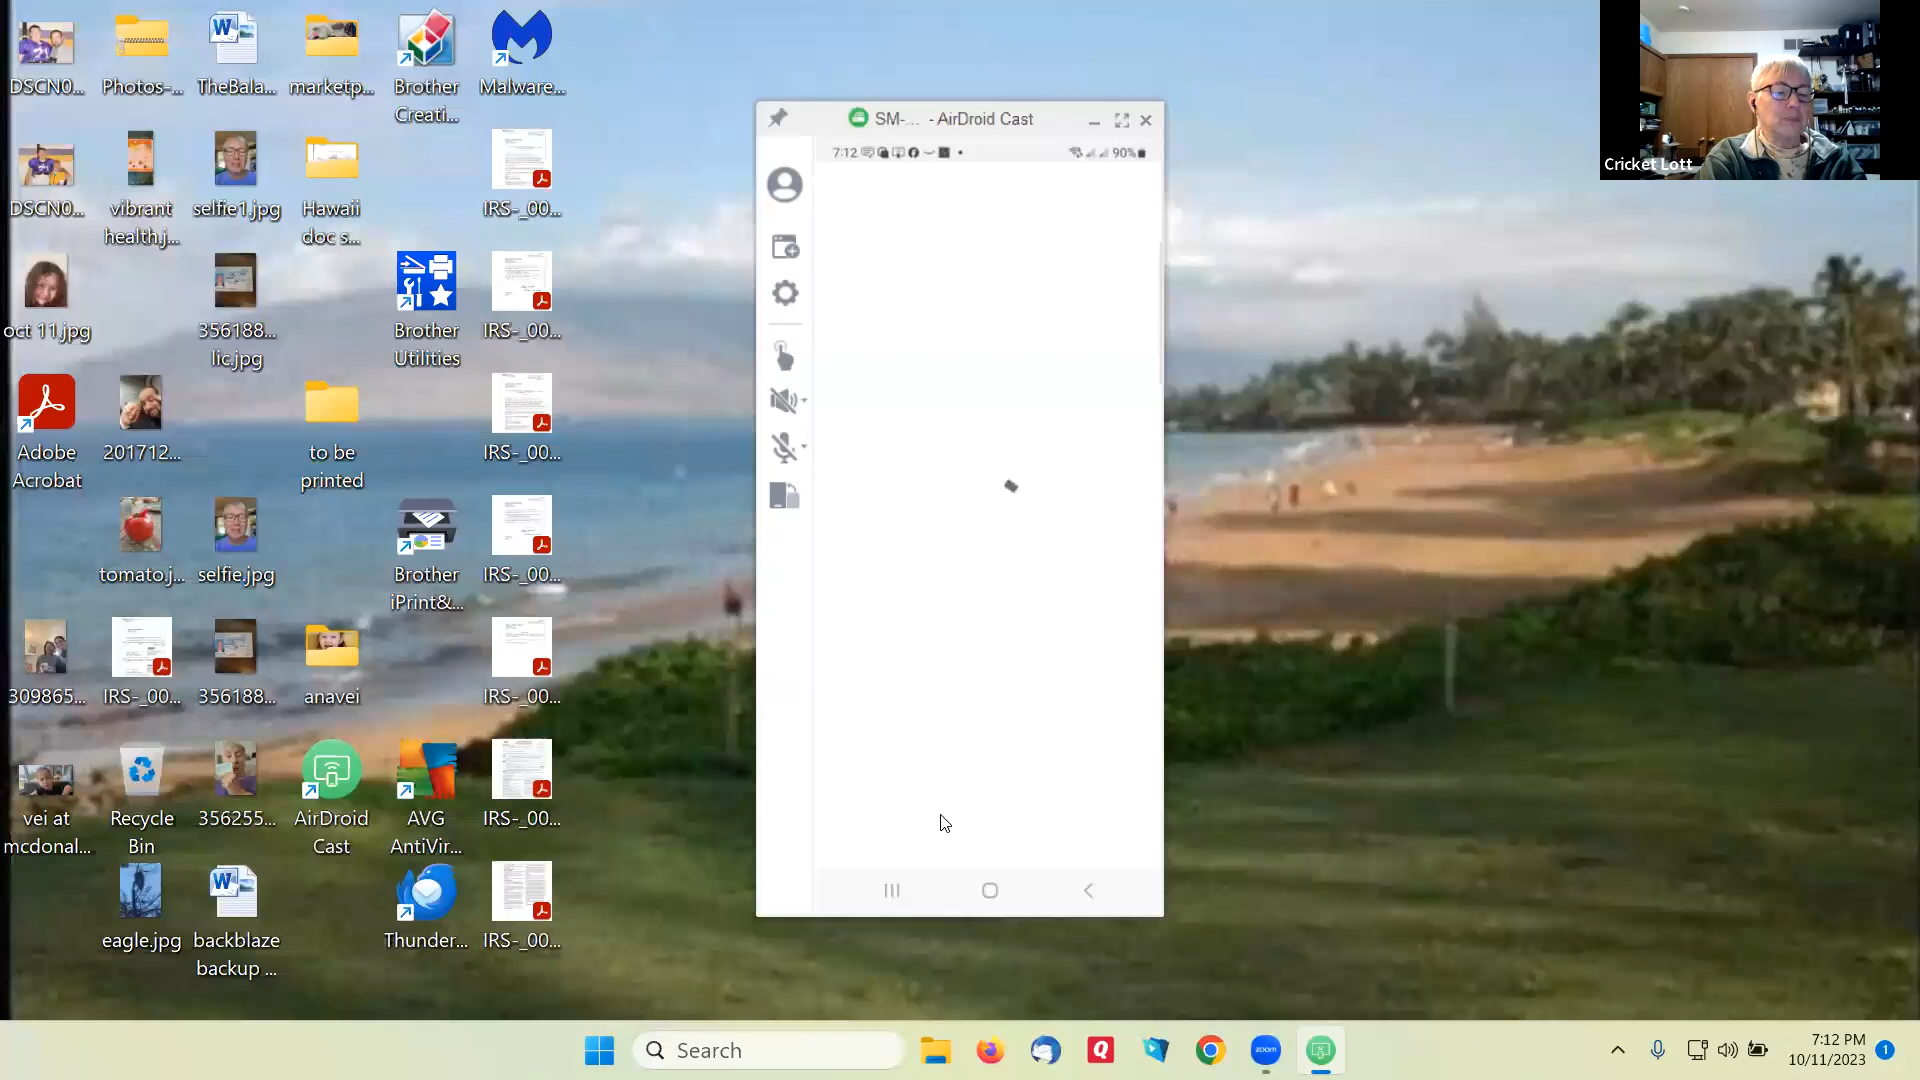 DSCN0...
Photos-...
TheBala...
marketp...
Brother
Creati...
Malware...
DSCN0...
vibrant
health.j...
selfie1.jpg
Hawaii
doc s...
IRS-_00...
oct 11.jpg
356188...
lic.jpg
Brother
Utilities
IRS-_00...
Adobe
Acrobat
201712...
to be
printed
IRS-_00...
tomato.j...
selfie.jpg
Brother
iPrint&...
IRS-_00...
309865...
IRS-_00...
356188...
anavei
IRS-_00...
vei at
mcdonal...
Recycle
Bin
356255...
AirDroid
Cast
AVG
AntiVir...
IRS-_00...
eagle.jpg
backblaze
backup ...
Thunder...
IRS-_00...
SM-... - AirDroid Cast
7:12
90%
Cricket Lott
Search
zoom
7:12 PM
10/11/2023
1